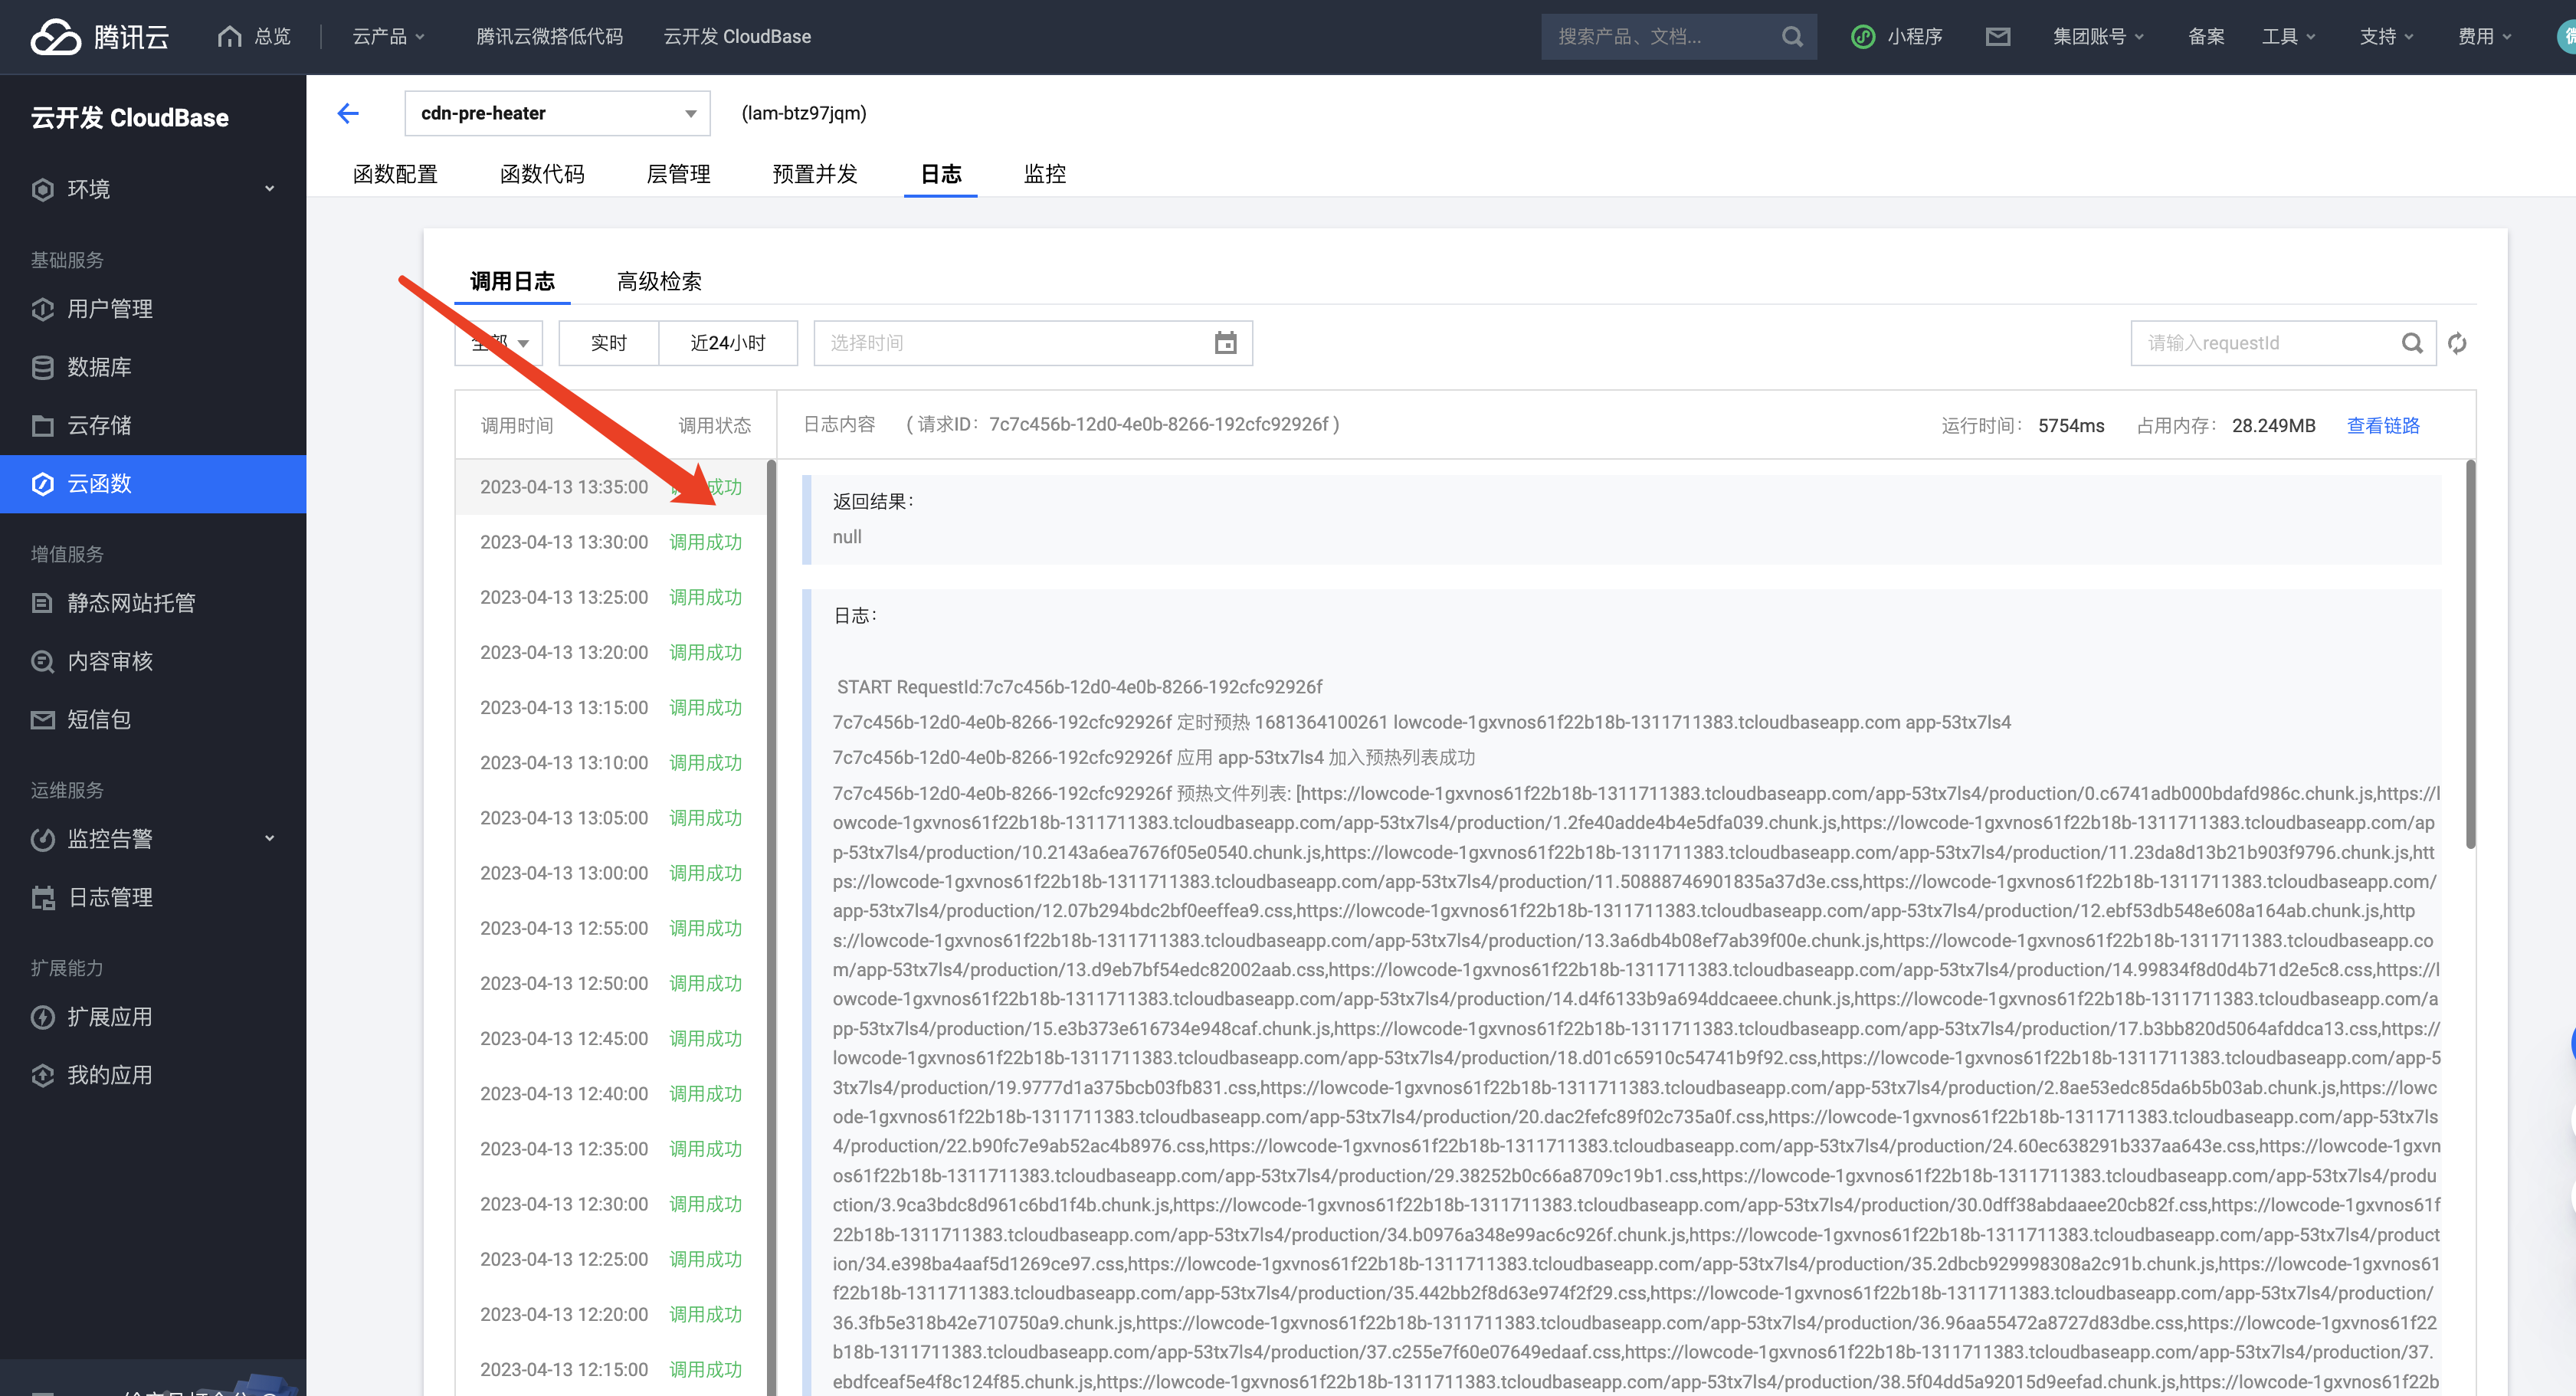 腾讯云
总览
云产品
腾讯云微搭低代码
云开发 CloudBase
搜索产品、文档...
小程序
集团账号
备案
工具
支持
费用
云开发 CloudBase
环境
基础服务
用户管理
数据库
云存储
云函数
增值服务
静态网站托管
内容审核
短信包
运维服务
监控告警
日志管理
扩展能力
扩展应用
我的应用
cdn-pre-heater
(lam-btz97jqm)
函数配置
函数代码
层管理
预置并发
日志
监控
调用日志
高级检索
全部
实时
近24小时
选择时间
请输入requestId
调用时间
调用状态
日志内容
( 请求ID：7c7c456b-12d0-4e0b-8266-192cfc92926f )
运行时间： 5754ms
占用内存： 28.249MB
查看链路
2023-04-13 13:35:00 成功
2023-04-13 13:30:00 调用成功
2023-04-13 13:25:00 调用成功
2023-04-13 13:20:00 调用成功
2023-04-13 13:15:00 调用成功
2023-04-13 13:10:00 调用成功
2023-04-13 13:05:00 调用成功
2023-04-13 13:00:00 调用成功
2023-04-13 12:55:00 调用成功
2023-04-13 12:50:00 调用成功
2023-04-13 12:45:00 调用成功
2023-04-13 12:40:00 调用成功
2023-04-13 12:35:00 调用成功
2023-04-13 12:30:00 调用成功
2023-04-13 12:25:00 调用成功
2023-04-13 12:20:00 调用成功
2023-04-13 12:15:00 调用成功
返回结果：
null
日志：
START RequestId:7c7c456b-12d0-4e0b-8266-192cfc92926f
7c7c456b-12d0-4e0b-8266-192cfc92926f 定时预热 1681364100261 lowcode-1gxvnos61f22b18b-1311711383.tcloudbaseapp.com app-53tx7ls4
7c7c456b-12d0-4e0b-8266-192cfc92926f 应用 app-53tx7ls4 加入预热列表成功
7c7c456b-12d0-4e0b-8266-192cfc92926f 预热文件列表: [https://lowcode-1gxvnos61f22b18b-1311711383.tcloudbaseapp.com/app-53tx7ls4/production/0.c6741adb000bdafd986c.chunk.js,https://l
owcode-1gxvnos61f22b18b-1311711383.tcloudbaseapp.com/app-53tx7ls4/production/1.2fe40adde4b4e5dfa039.chunk.js,https://lowcode-1gxvnos61f22b18b-1311711383.tcloudbaseapp.com/ap
p-53tx7ls4/production/10.2143a6ea7676f05e0540.chunk.js,https://lowcode-1gxvnos61f22b18b-1311711383.tcloudbaseapp.com/app-53tx7ls4/production/11.23da8d13b21b903f9796.chunk.js,htt
ps://lowcode-1gxvnos61f22b18b-1311711383.tcloudbaseapp.com/app-53tx7ls4/production/11.50888746901835a37d3e.css,https://lowcode-1gxvnos61f22b18b-1311711383.tcloudbaseapp.com/
app-53tx7ls4/production/12.07b294bdc2bf0eeffea9.css,https://lowcode-1gxvnos61f22b18b-1311711383.tcloudbaseapp.com/app-53tx7ls4/production/12.ebf53db548e608a164ab.chunk.js,http
s://lowcode-1gxvnos61f22b18b-1311711383.tcloudbaseapp.com/app-53tx7ls4/production/13.3a6db4b08ef7ab39f00e.chunk.js,https://lowcode-1gxvnos61f22b18b-1311711383.tcloudbaseapp.co
m/app-53tx7ls4/production/13.d9eb7bf54edc82002aab.css,https://lowcode-1gxvnos61f22b18b-1311711383.tcloudbaseapp.com/app-53tx7ls4/production/14.99834f8d0d4b71d2e5c8.css,https://l
owcode-1gxvnos61f22b18b-1311711383.tcloudbaseapp.com/app-53tx7ls4/production/14.d4f6133b9a694ddcaeee.chunk.js,https://lowcode-1gxvnos61f22b18b-1311711383.tcloudbaseapp.com/a
pp-53tx7ls4/production/15.e3b373e616734e948caf.chunk.js,https://lowcode-1gxvnos61f22b18b-1311711383.tcloudbaseapp.com/app-53tx7ls4/production/17.b3bb820d5064afddca13.css,https://
lowcode-1gxvnos61f22b18b-1311711383.tcloudbaseapp.com/app-53tx7ls4/production/18.d01c65910c54741b9f92.css,https://lowcode-1gxvnos61f22b18b-1311711383.tcloudbaseapp.com/app-5
3tx7ls4/production/19.9777d1a375bcb03fb831.css,https://lowcode-1gxvnos61f22b18b-1311711383.tcloudbaseapp.com/app-53tx7ls4/production/2.8ae53edc85da6b5b03ab.chunk.js,https://lowc
ode-1gxvnos61f22b18b-1311711383.tcloudbaseapp.com/app-53tx7ls4/production/20.dac2fefc89f02c735a0f.css,https://lowcode-1gxvnos61f22b18b-1311711383.tcloudbaseapp.com/app-53tx7ls
4/production/22.b90fc7e9ab52ac4b8976.css,https://lowcode-1gxvnos61f22b18b-1311711383.tcloudbaseapp.com/app-53tx7ls4/production/24.60ec638291b337aa643e.css,https://lowcode-1gxvn
os61f22b18b-1311711383.tcloudbaseapp.com/app-53tx7ls4/production/29.38252b0c66a8709c19b1.css,https://lowcode-1gxvnos61f22b18b-1311711383.tcloudbaseapp.com/app-53tx7ls4/produ
ction/3.9ca3bdc8d961c6bd1f4b.chunk.js,https://lowcode-1gxvnos61f22b18b-1311711383.tcloudbaseapp.com/app-53tx7ls4/production/30.0dff38abdaaee20cb82f.css,https://lowcode-1gxvnos61f
22b18b-1311711383.tcloudbaseapp.com/app-53tx7ls4/production/34.b0976a348e99ac6c926f.chunk.js,https://lowcode-1gxvnos61f22b18b-1311711383.tcloudbaseapp.com/app-53tx7ls4/product
ion/34.e398ba4aaf5d1269ce97.css,https://lowcode-1gxvnos61f22b18b-1311711383.tcloudbaseapp.com/app-53tx7ls4/production/35.2dbcb929998308a2c91b.chunk.js,https://lowcode-1gxvnos61
f22b18b-1311711383.tcloudbaseapp.com/app-53tx7ls4/production/35.442bb2f8d63e974f2f29.css,https://lowcode-1gxvnos61f22b18b-1311711383.tcloudbaseapp.com/app-53tx7ls4/production/
36.3fb5e318b42e710750a9.chunk.js,https://lowcode-1gxvnos61f22b18b-1311711383.tcloudbaseapp.com/app-53tx7ls4/production/36.96aa55472a8727d83dbe.css,https://lowcode-1gxvnos61f22
b18b-1311711383.tcloudbaseapp.com/app-53tx7ls4/production/37.c255e7f60e07649edaaf.css,https://lowcode-1gxvnos61f22b18b-1311711383.tcloudbaseapp.com/app-53tx7ls4/production/37.
ebdfceaf5e4f8c124f85.chunk.js,https://lowcode-1gxvnos61f22b18b-1311711383.tcloudbaseapp.com/app-53tx7ls4/production/38.5f04dd5a92015d9eefad.chunk.js,https://lowcode-1gxvnos61f22b